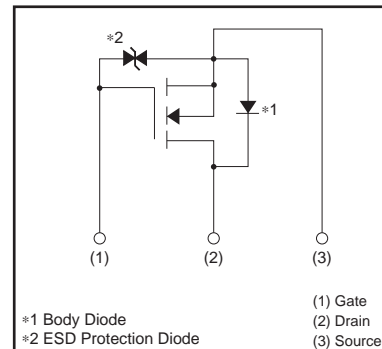 ∗2
∗1
(1) (2) (3)
∗1 Body Diode
∗2 ESD Protection Diode
(1) Gate
(2) Drain
(3) Source